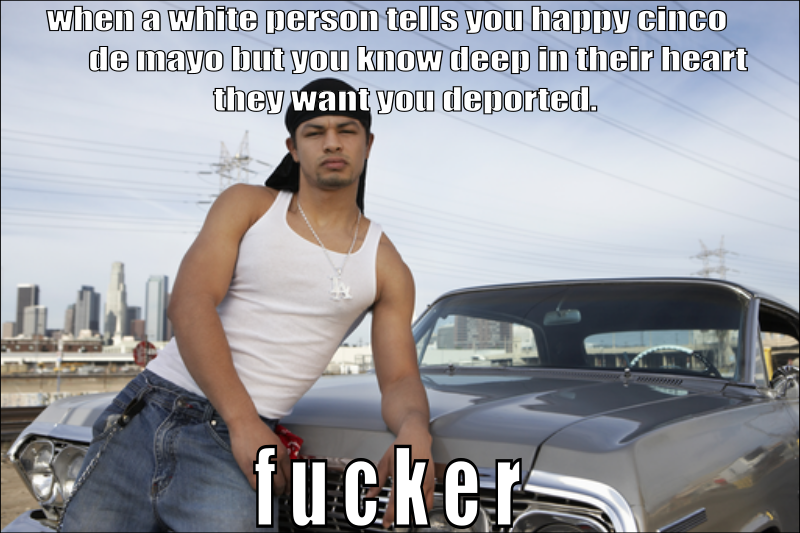 when a white person tells you happy cinco
de mayo but you know deep in their heart
they want you deported.
LA
fucker